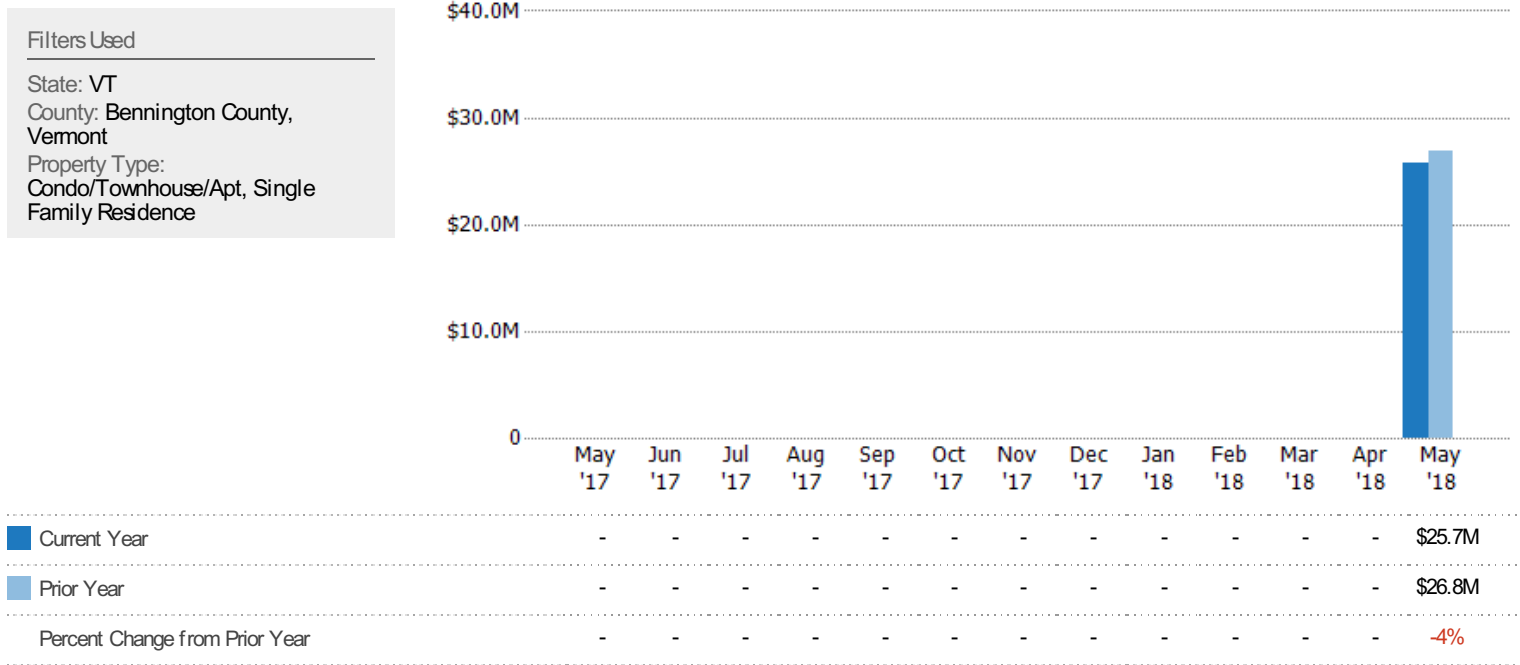 Filters Used
State: VT
County: Bennington County,
Vermont
Property Type:
Condo/Townhouse/Apt, Single
Family Residence
$40.0M
$30.0M
$20.0M
$10.0M
0
May Jun Jul Aug Sep Oct Nov Dec Jan Feb Mar Apr May
'17 '17 '17 '17 '17 '17 '17 '17 '18 '18 '18 '18 '18
Current Year - - - - - - - - - - - - $25.7M
Prior Year - - - - - - - - - - - - $26.8M
Percent Change from Prior Year - - - - - - - - - - - - -4%